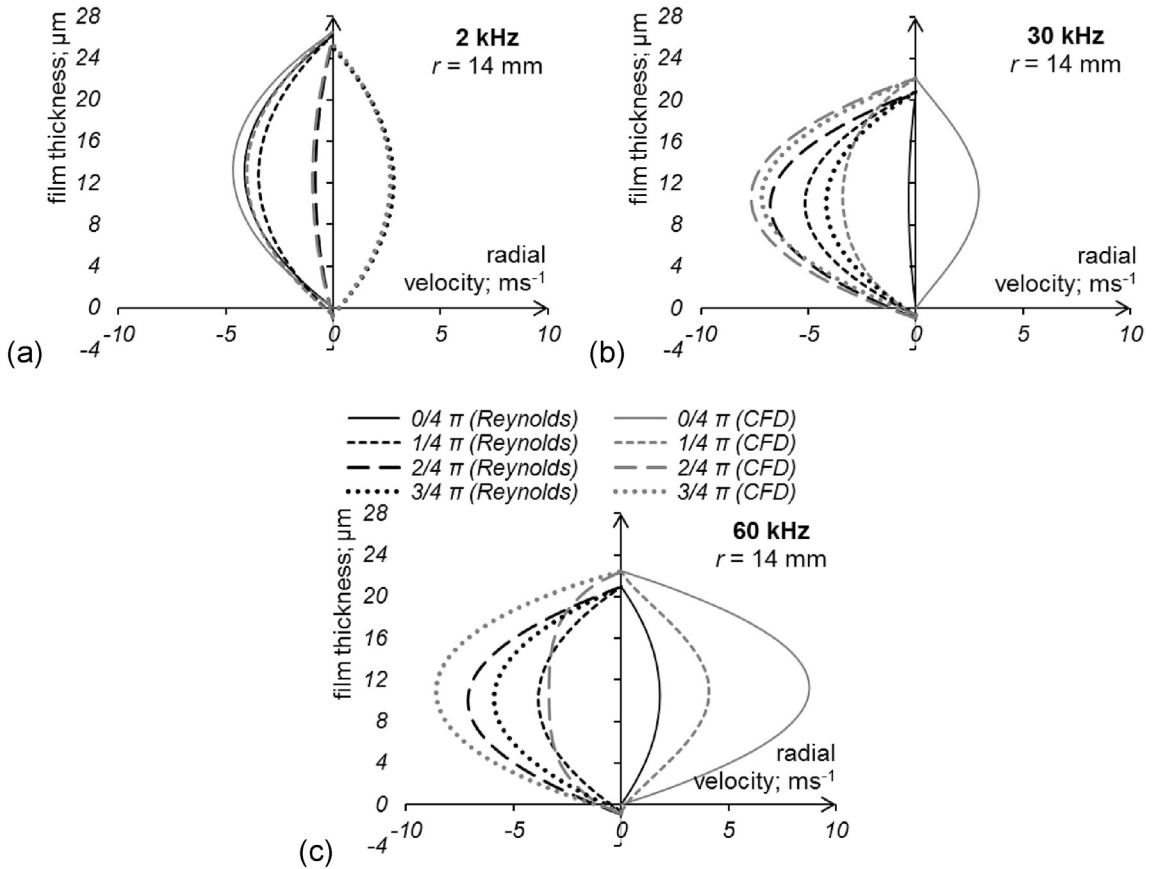 28
24
20
16
12
8
4
0
-4
film thickness; µm
2 kHz
r = 14 mm
radial
velocity; ms-1
-10
-5
0
5
10
(a)
28
24
20
16
12
8
4
0
-4
film thickness; µm
30 kHz
r = 14 mm
radial
velocity; ms-1
-10
-5
0
5
10
(b)
0/4 π (Reynolds)
1/4 π (Reynolds)
2/4 π (Reynolds)
3/4 π (Reynolds)
0/4 π (CFD)
1/4 π (CFD)
2/4 π (CFD)
3/4 π (CFD)
28
24
20
16
12
8
4
0
-4
film thickness; µm
60 kHz
r = 14 mm
radial
velocity; ms-1
-10
-5
0
5
10
(c)